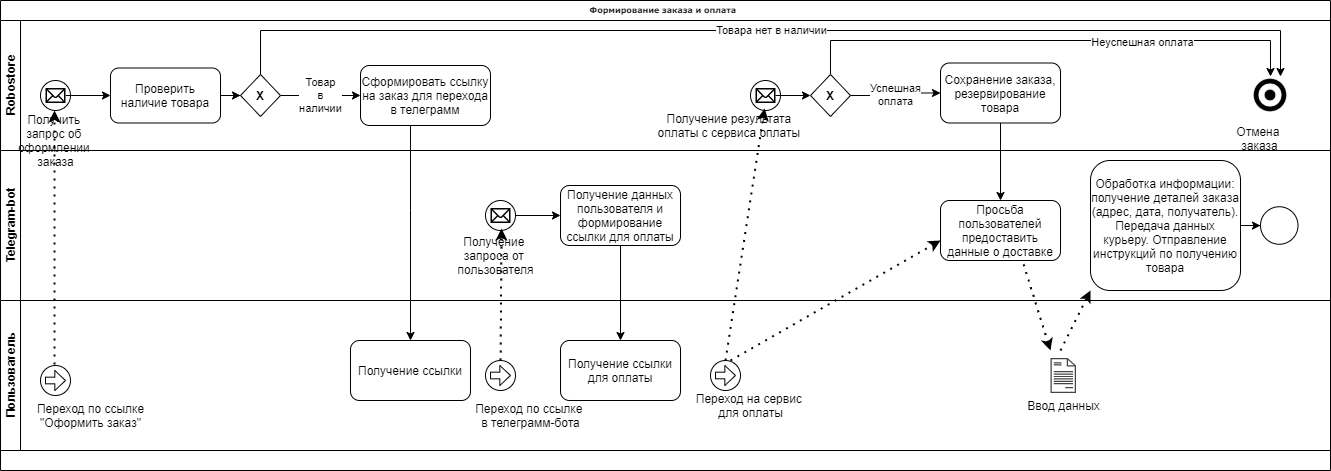 Формирование заказа и оплата
Robostore
Получить
запрос об
оформлении
заказа
Проверить
наличие товара
X
Товар
в
наличии
Товара нет в наличии
Сформировать ссылку
на заказ для перехода
в телеграмм
Получение результата
оплаты с сервиса оплаты
X
Неуспешная оплата
Успешная
оплата
Сохранение заказа,
резервирование
товара
Отмена
заказа
Telegram-bot
Получение
запроса от
пользователя
Получение данных
пользователя и
формирование
ссылки для оплаты
Просьба
пользователей
предоставить
данные о доставке
Обработка информации:
получение деталей заказа
(адрес, дата, получатель).
Передача данных
курьеру. Отправление
инструкций по получению
товара
Пользователь
Переход по ссылке
"Оформить заказ"
Получение ссылки
Переход по ссылке
в телеграмм-бота
Получение ссылки
для оплаты
Переход на сервис
для оплаты
Ввод данных